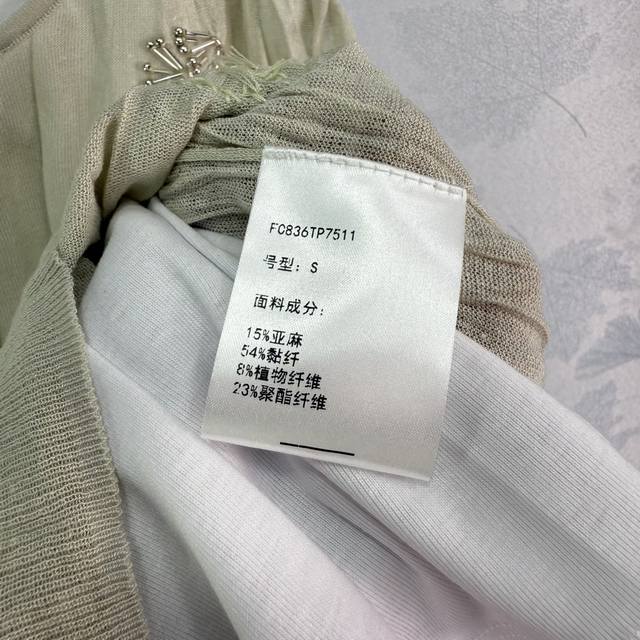 FC836TP7511
号型：S
面料成分：
15%亚麻
54%黏纤
8%植物纤维
23%聚酯纤维